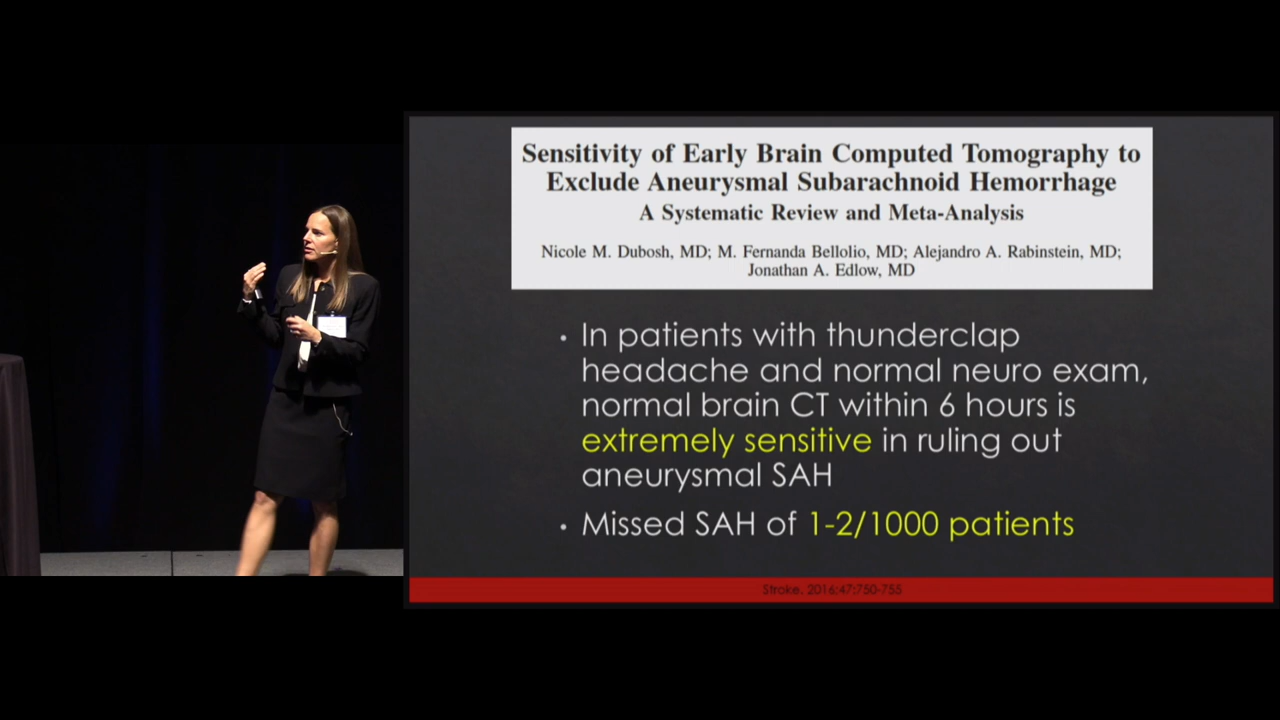 Sensitivity of Early Brain Computed Tomography to
Exclude Aneurysmal Subarachnoid Hemorrhage
A Systematic Review and Meta-Analysis
Nicole M. Dubosh, MD; M. Fernanda Bellolio, MD; Alejandro A. Rabinstein, MD;
Jonathan A. Edlow, MD
• In patients with thunderclap
headache and normal neuro exam,
normal brain CT within 6 hours is
extremely sensitive in ruling out
aneurysmal SAH
• Missed SAH of 1-2/1000 patients
Stroke. 2016;47:750-755